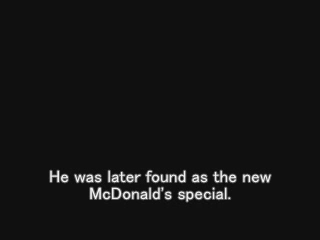 He was later found as the new
McDonald's special.